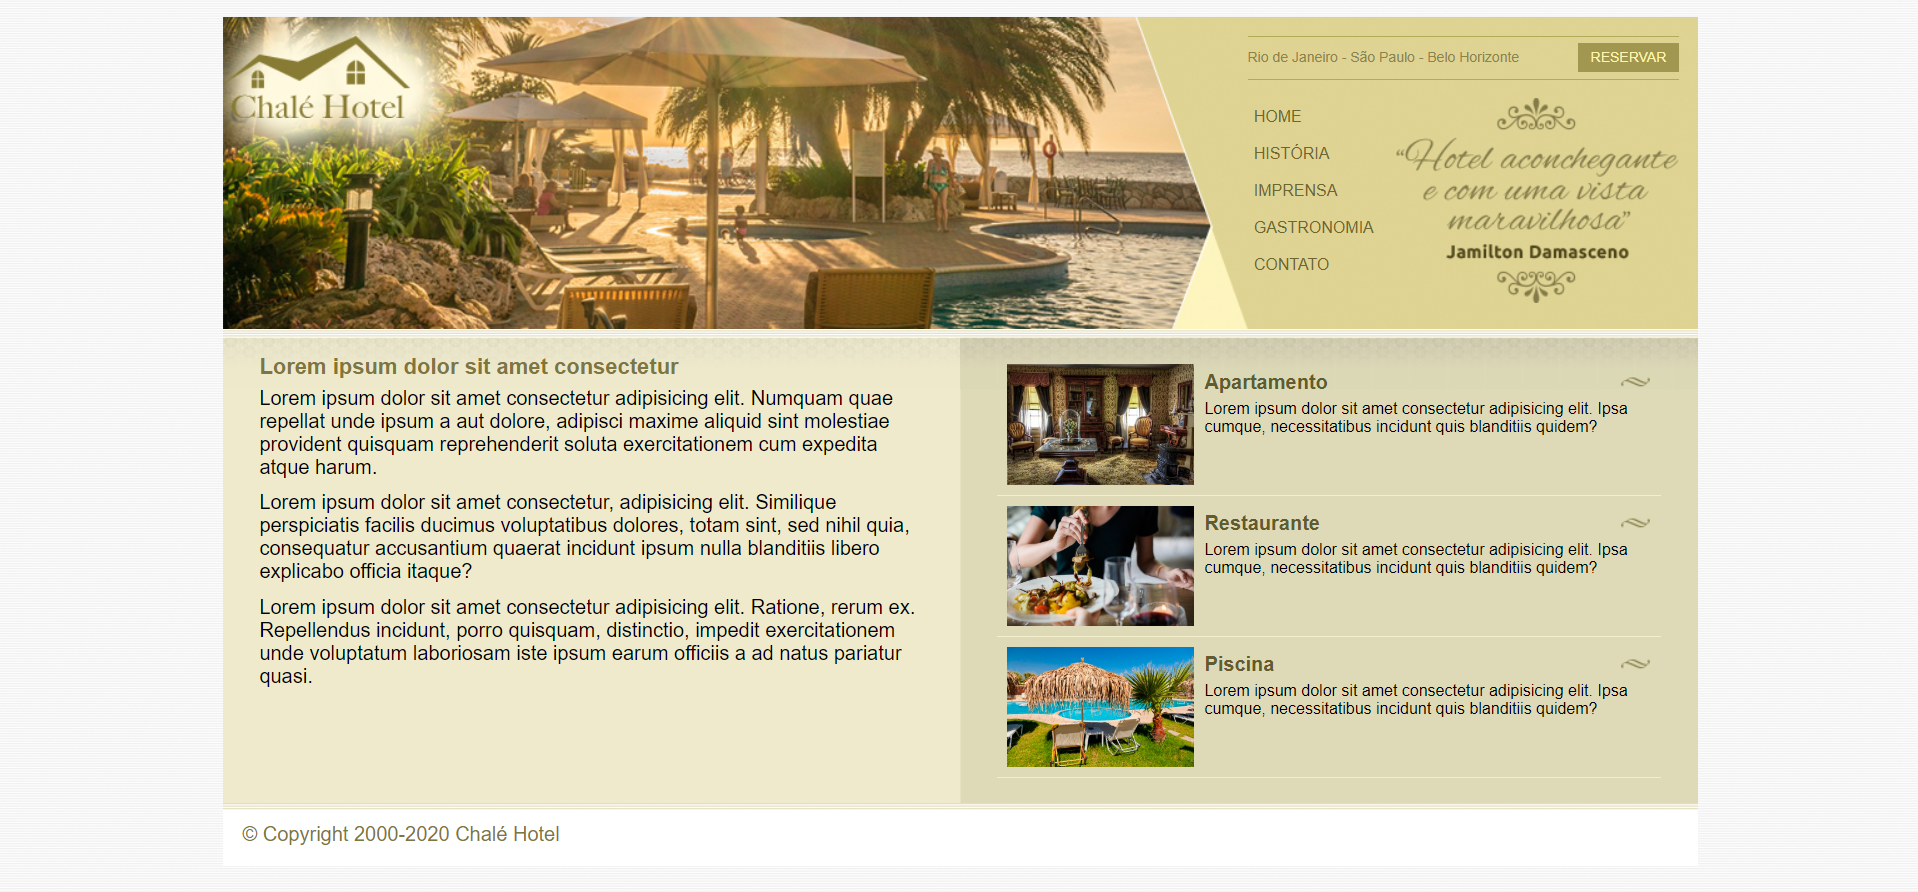 Chalé Hotel
Rio de Janeiro - São Paulo - Belo Horizonte
RESERVAR
HOME
HISTÓRIA
IMPRENSA
GASTRONOMIA
CONTATO
“Hotel aconchegante
e com uma vista
maravilhosa”
Jamilton Damasceno
Lorem ipsum dolor sit amet consectetur
Lorem ipsum dolor sit amet consectetur adipisicing elit. Numquam quae
repellat unde ipsum a aut dolore, adipisci maxime aliquid sint molestiae
provident quisquam reprehenderit soluta exercitationem cum expedita
atque harum.
Lorem ipsum dolor sit amet consectetur, adipisicing elit. Similique
perspiciatis facilis ducimus voluptatibus dolores, totam sint, sed nihil quia,
consequatur accusantium quaerat incidunt ipsum nulla blanditiis libero
explicabo officia itaque?
Lorem ipsum dolor sit amet consectetur adipisicing elit. Ratione, rerum ex.
Repellendus incidunt, porro quisquam, distinctio, impedit exercitationem
unde voluptatum laboriosam iste ipsum earum officiis a ad natus pariatur
quasi.
Apartamento
Lorem ipsum dolor sit amet consectetur adipisicing elit. Ipsa
cumque, necessitatibus incidunt quis blanditiis quidem?
Restaurante
Lorem ipsum dolor sit amet consectetur adipisicing elit. Ipsa
cumque, necessitatibus incidunt quis blanditiis quidem?
Piscina
Lorem ipsum dolor sit amet consectetur adipisicing elit. Ipsa
cumque, necessitatibus incidunt quis blanditiis quidem?
© Copyright 2000-2020 Chalé Hotel